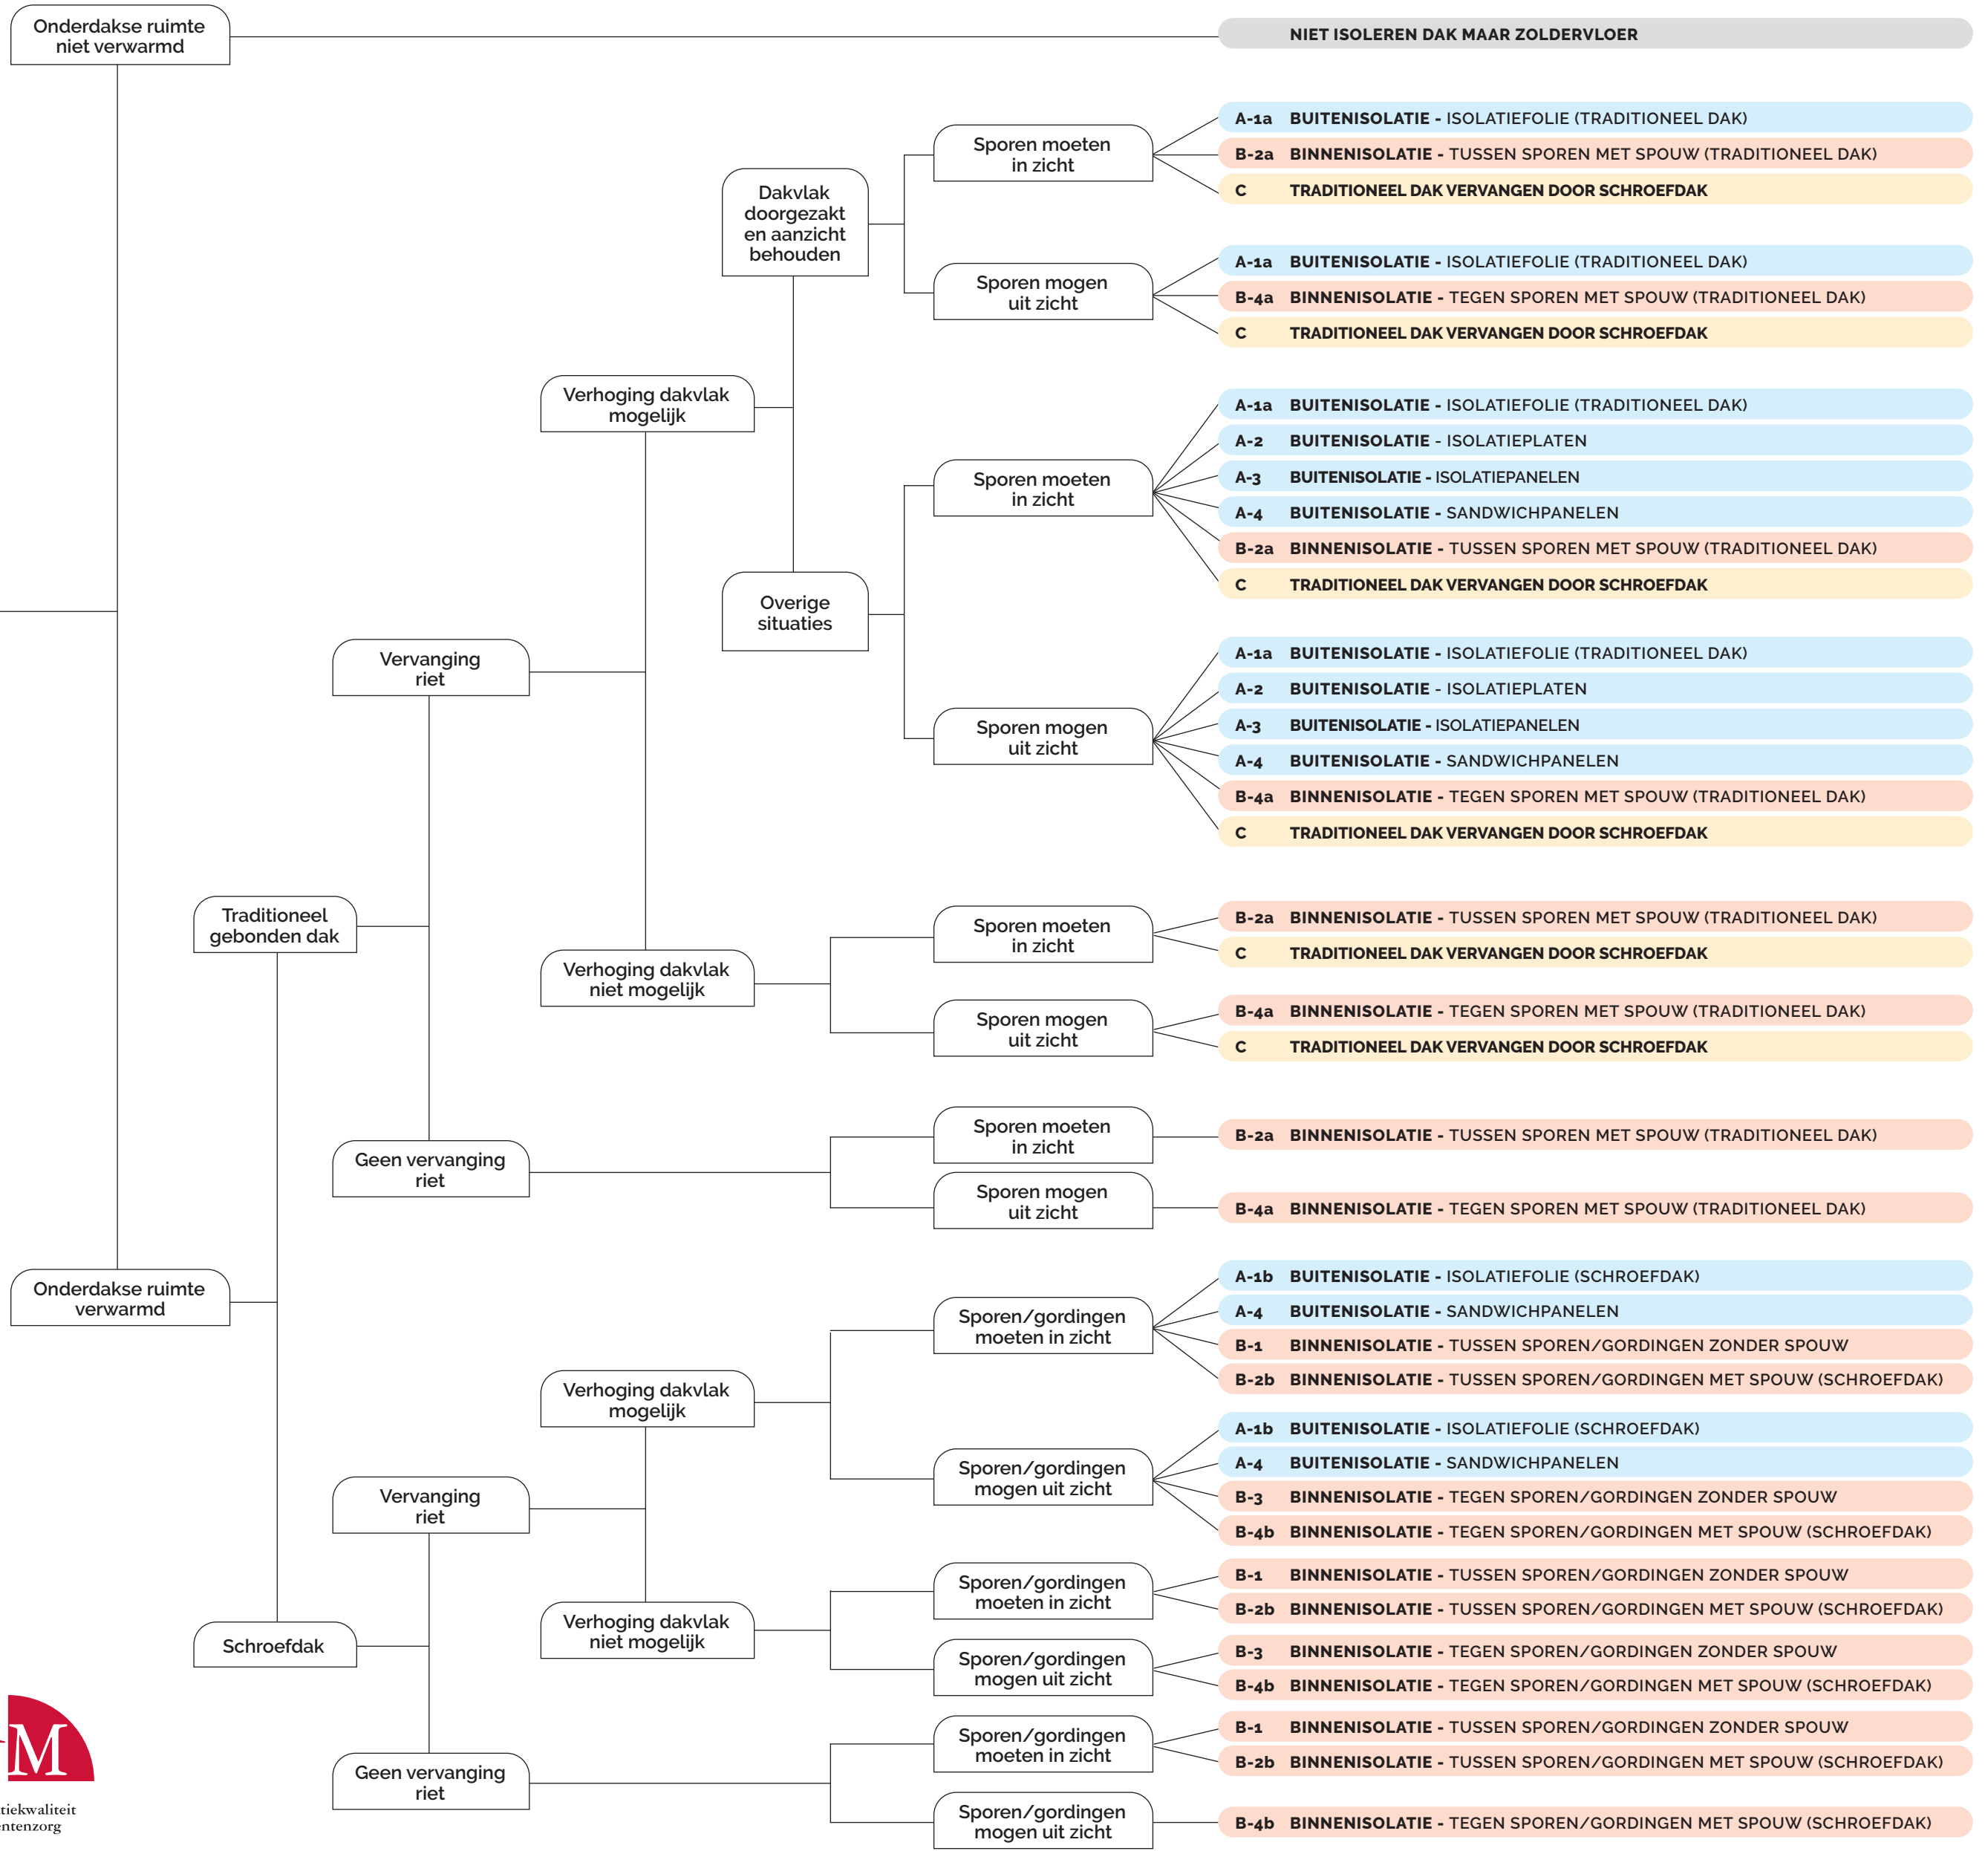 Onderdakse ruimte
niet verwarmd
NIET ISOLEREN DAK MAAR ZOLDERVLOER
Dakvlak
doorgezakt
en aanzicht
behouden
Sporen moeten
in zicht
A-1a BUITENISOLATIE - ISOLATIEFOLIE (TRADITIONEEL DAK)
B-2a BINNENISOLATIE - TUSSEN SPOREN MET SPOUW (TRADITIONEEL DAK)
C TRADITIONEEL DAK VERVANGEN DOOR SCHROEFDAK
Sporen mogen
uit zicht
A-1a BUITENISOLATIE - ISOLATIEFOLIE (TRADITIONEEL DAK)
B-4a BINNENISOLATIE - TEGEN SPOREN MET SPOUW (TRADITIONEEL DAK)
C TRADITIONEEL DAK VERVANGEN DOOR SCHROEFDAK
Verhoging dakvlak
mogelijk
Sporen moeten
in zicht
A-1a BUITENISOLATIE - ISOLATIEFOLIE (TRADITIONEEL DAK)
A-2 BUITENISOLATIE - ISOLATIEPLATEN
A-3 BUITENISOLATIE - ISOLATIEPANELEN
A-4 BUITENISOLATIE - SANDWICHPANELEN
B-2a BINNENISOLATIE - TUSSEN SPOREN MET SPOUW (TRADITIONEEL DAK)
C TRADITIONEEL DAK VERVANGEN DOOR SCHROEFDAK
Overige
situaties
Vervanging
riet
Sporen mogen
uit zicht
A-1a BUITENISOLATIE - ISOLATIEFOLIE (TRADITIONEEL DAK)
A-2 BUITENISOLATIE - ISOLATIEPLATEN
A-3 BUITENISOLATIE - ISOLATIEPANELEN
A-4 BUITENISOLATIE - SANDWICHPANELEN
B-4a BINNENISOLATIE - TEGEN SPOREN MET SPOUW (TRADITIONEEL DAK)
C TRADITIONEEL DAK VERVANGEN DOOR SCHROEFDAK
Traditioneel
gebonden dak
Verhoging dakvlak
niet mogelijk
Sporen moeten
in zicht
B-2a BINNENISOLATIE - TUSSEN SPOREN MET SPOUW (TRADITIONEEL DAK)
C TRADITIONEEL DAK VERVANGEN DOOR SCHROEFDAK
Sporen mogen
uit zicht
B-4a BINNENISOLATIE - TEGEN SPOREN MET SPOUW (TRADITIONEEL DAK)
C TRADITIONEEL DAK VERVANGEN DOOR SCHROEFDAK
Geen vervanging
riet
Sporen moeten
in zicht
B-2a BINNENISOLATIE - TUSSEN SPOREN MET SPOUW (TRADITIONEEL DAK)
Sporen mogen
uit zicht
B-4a BINNENISOLATIE - TEGEN SPOREN MET SPOUW (TRADITIONEEL DAK)
Onderdakse ruimte
verwarmd
Sporen/gordingen
moeten in zicht
A-1b BUITENISOLATIE - ISOLATIEFOLIE (SCHROEFDAK)
A-4 BUITENISOLATIE - SANDWICHPANELEN
B-1 BINNENISOLATIE - TUSSEN SPOREN/GORDINGEN ZONDER SPOUW
B-2b BINNENISOLATIE - TUSSEN SPOREN/GORDINGEN MET SPOUW (SCHROEFDAK)
Verhoging dakvlak
mogelijk
Sporen/gordingen
mogen uit zicht
A-1b BUITENISOLATIE - ISOLATIEFOLIE (SCHROEFDAK)
A-4 BUITENISOLATIE - SANDWICHPANELEN
B-3 BINNENISOLATIE - TEGEN SPOREN/GORDINGEN ZONDER SPOUW
B-4b BINNENISOLATIE - TEGEN SPOREN/GORDINGEN MET SPOUW (SCHROEFDAK)
Vervanging
riet
Verhoging dakvlak
niet mogelijk
Sporen/gordingen
moeten in zicht
B-1 BINNENISOLATIE - TUSSEN SPOREN/GORDINGEN ZONDER SPOUW
B-2b BINNENISOLATIE - TUSSEN SPOREN/GORDINGEN MET SPOUW (SCHROEFDAK)
Schroefdak
Sporen/gordingen
mogen uit zicht
B-3 BINNENISOLATIE - TEGEN SPOREN/GORDINGEN ZONDER SPOUW
B-4b BINNENISOLATIE - TEGEN SPOREN/GORDINGEN MET SPOUW (SCHROEFDAK)
Geen vervanging
riet
Sporen/gordingen
moeten in zicht
B-1 BINNENISOLATIE - TUSSEN SPOREN/GORDINGEN ZONDER SPOUW
B-2b BINNENISOLATIE - TUSSEN SPOREN/GORDINGEN MET SPOUW (SCHROEFDAK)
Sporen/gordingen
mogen uit zicht
B-4b BINNENISOLATIE - TEGEN SPOREN/GORDINGEN MET SPOUW (SCHROEFDAK)
M
tiekwaliteit
entenzorg